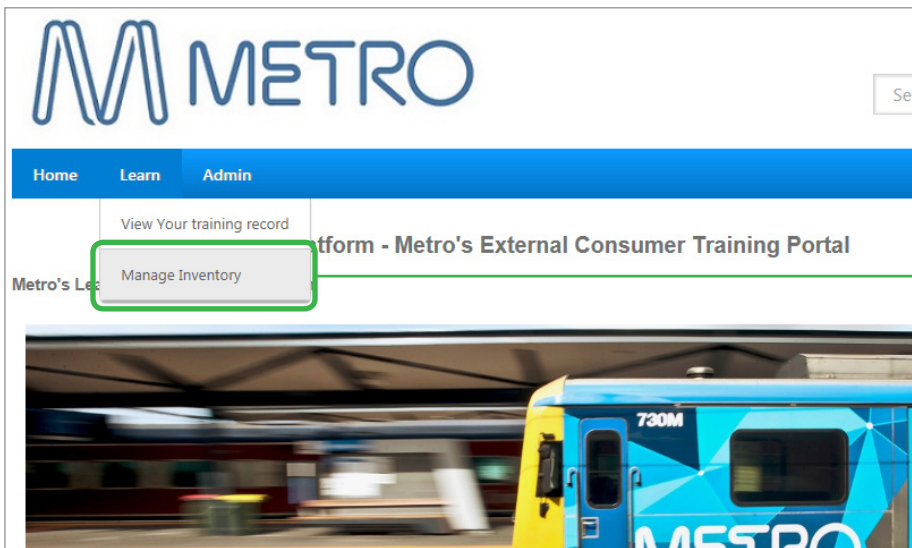 METRO
Se
Home Learn Admin
View Your training record
tform - Metro's External Consumer Training Portal
Manage Inventory
Metro's Lea
730M
METRO